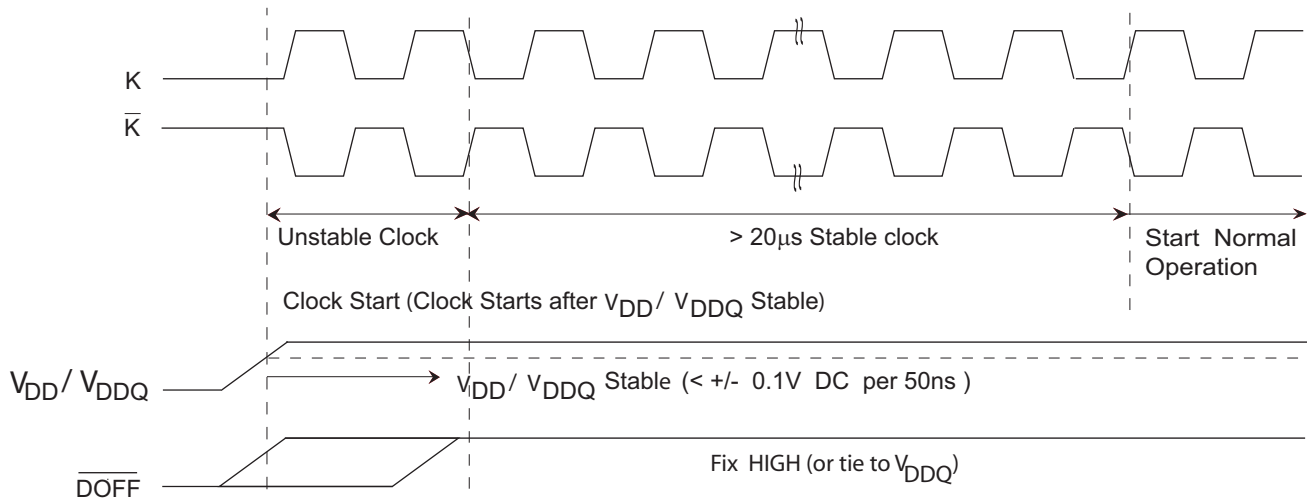 K
K
Unstable Clock
> 20μs Stable clock
Start Normal
Operation
Clock Start (Clock Starts after VDD / VDDQ Stable)
VDD / VDDQ
VDD / VDDQ Stable (< +/- 0.1V DC per 50ns )
DOFF
Fix HIGH (or tie to VDDQ)